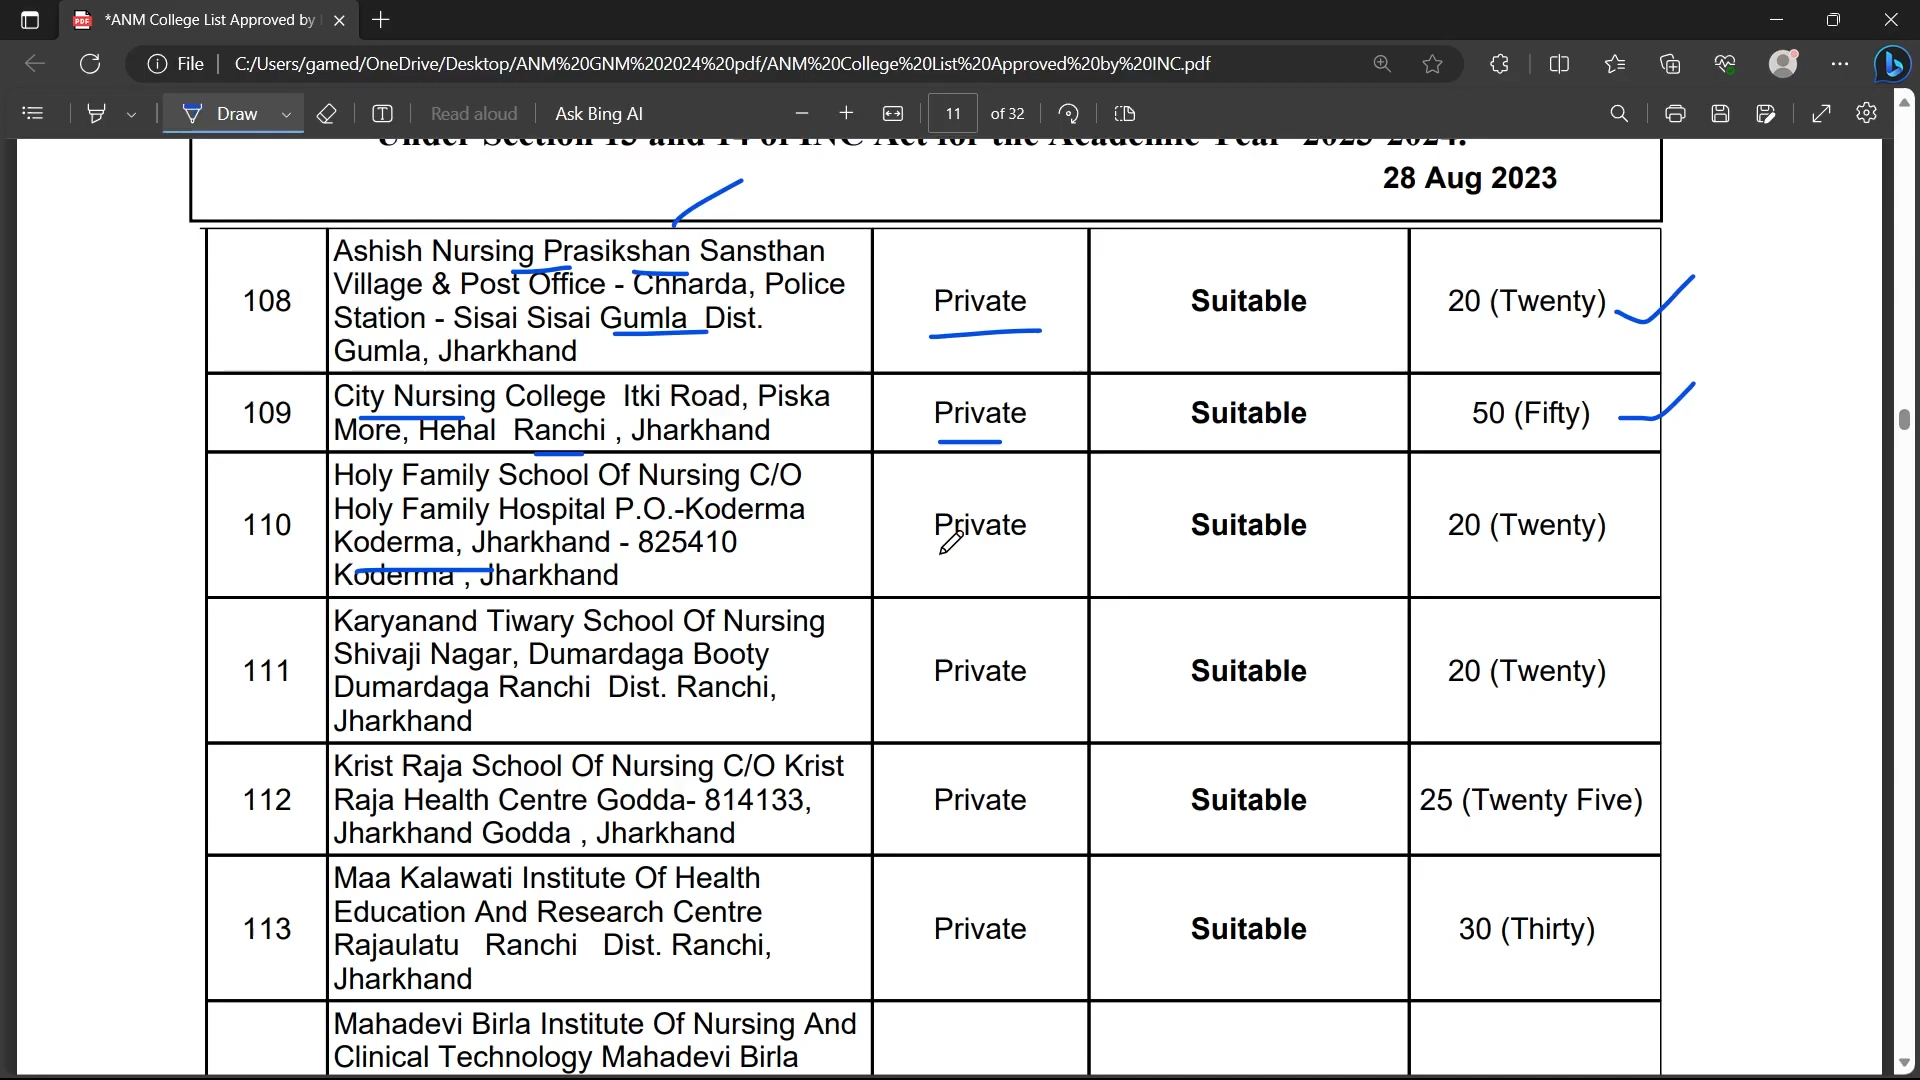 *ANM College List Approved by
File
C:/Users/gamed/OneDrive/Desktop/ANM%20GNM%202024%20pdf/ANM%20College%20List%20Approved%20by%20INC.pdf
Draw
Read aloud
Ask Bing AI
11
of 32
Under Section 13 and 14 of INC Act for the Academic Year 2023-2024.
28 Aug 2023
108
Ashish Nursing Prasikshan Sansthan
Village & Post Office - Chharda, Police
Station - Sisai Sisai Gumla Dist.
Gumla, Jharkhand
Private
Suitable
20 (Twenty)
109
City Nursing College Itki Road, Piska
More, Hehal Ranchi , Jharkhand
Private
Suitable
50 (Fifty)
110
Holy Family School Of Nursing C/O
Holy Family Hospital P.O.-Koderma
Koderma, Jharkhand - 825410
Koderma , Jharkhand
Private
Suitable
20 (Twenty)
111
Karyanand Tiwary School Of Nursing
Shivaji Nagar, Dumardaga Booty
Dumardaga Ranchi Dist. Ranchi,
Jharkhand
Private
Suitable
20 (Twenty)
112
Krist Raja School Of Nursing C/O Krist
Raja Health Centre Godda- 814133,
Jharkhand Godda , Jharkhand
Private
Suitable
25 (Twenty Five)
113
Maa Kalawati Institute Of Health
Education And Research Centre
Rajaulatu Ranchi Dist. Ranchi,
Jharkhand
Private
Suitable
30 (Thirty)
Mahadevi Birla Institute Of Nursing And
Clinical Technology Mahadevi Birla